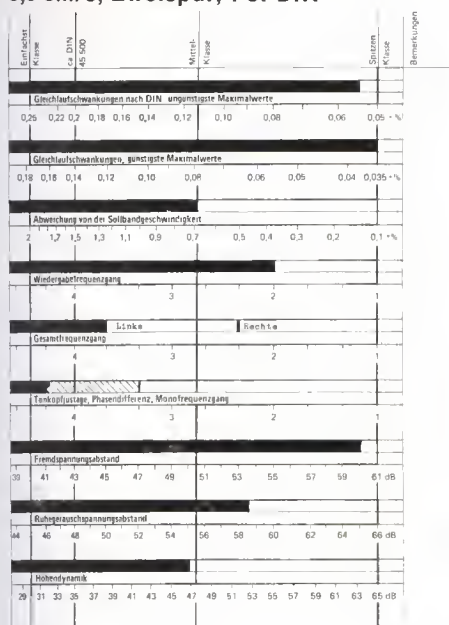 Einfachst
Klasse
ca. DIN
45 500
Mittel-
Klasse
Spitzen
Klasse
Bemerkungen
Gleichlaufschwankungen nach DIN ungünstigste Maximalwerte
0,25 0,22 0,2 0,18 0,16 0,14 0,12 0,10 0,08 0,06 0,05 · %
Gleichlaufschwankungen, günstigste Maximalwerte
0,18 0,16 0,14 0,12 0,10 0,08 0,06 0,05 0,04 0,035 · %
Abweichung von der Sollbandgeschwindigkeit
2 1,7 1,5 1,3 1,1 0,9 0,7 0,5 0,4 0,3 0,2 0,1 · %
Wiedergabefrequenzgang
4 3 2 1
Links Rechts
Gesamtfrequenzgang
4 3 2 1
Tonkopfjustage, Phasendifferenz, Monofrequenzgang
4 3 2 1
Fremdspannungsabstand
39 41 43 45 47 49 51 53 55 57 59 61 dB
Ruhegeräuschspannungsabstand
44 46 48 50 52 54 56 58 60 62 64 66 dB
Höhendynamik
29 31 33 35 37 39 41 43 45 47 49 51 53 55 57 59 61 63 65 dB